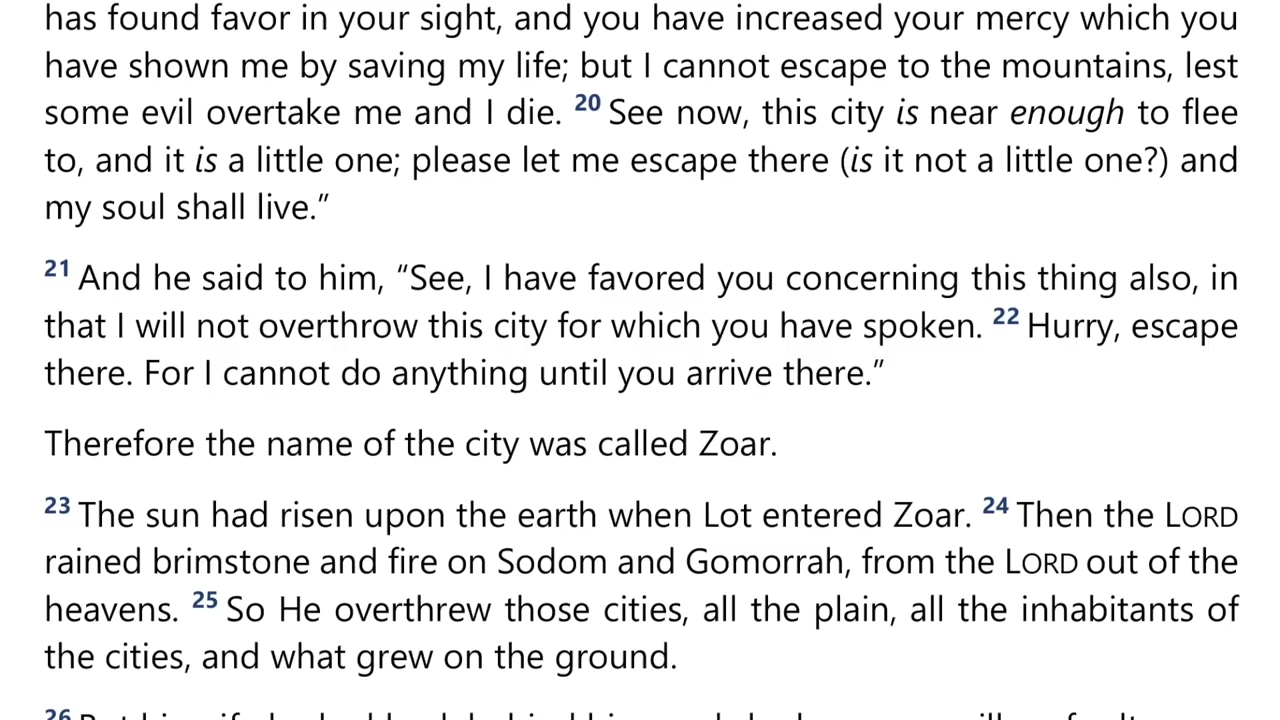 has found favor in your sight, and you have increased your mercy which you
have shown me by saving my life; but I cannot escape to the mountains, lest
some evil overtake me and I die. 20 See now, this city is near enough to flee
to, and it is a little one; please let me escape there (is it not a little one?) and
my soul shall live.”
21 And he said to him, “See, I have favored you concerning this thing also, in
that I will not overthrow this city for which you have spoken. 22 Hurry, escape
there. For I cannot do anything until you arrive there.”
Therefore the name of the city was called Zoar.
23 The sun had risen upon the earth when Lot entered Zoar. 24 Then the LORD
rained brimstone and fire on Sodom and Gomorrah, from the LORD out of the
heavens. 25 So He overthrew those cities, all the plain, all the inhabitants of
the cities, and what grew on the ground.
26